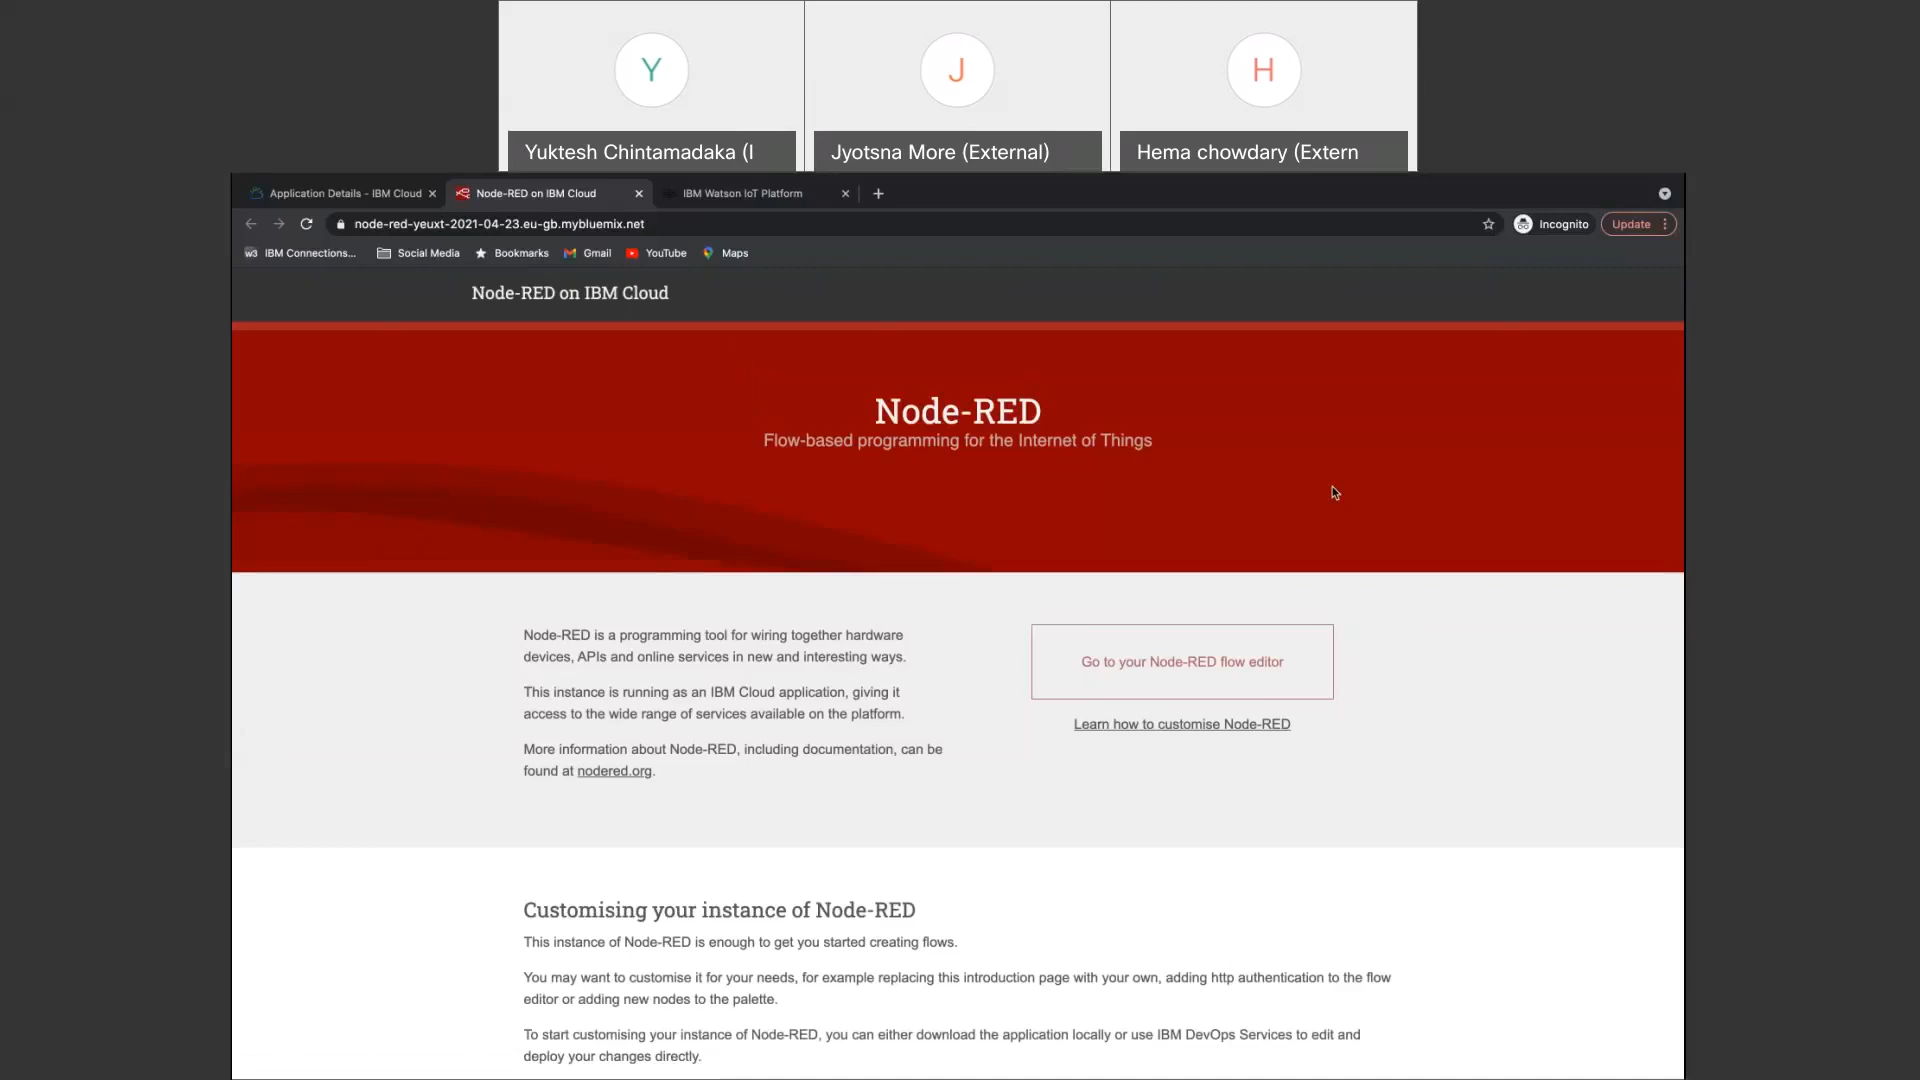 Y
J
H
Yuktesh Chintamadaka (I
Jyotsna More (External)
Hema chowdary (Extern
Application Details - IBM Cloud
Node-RED on IBM Cloud
IBM Watson IoT Platform
node-red-yeuxt-2021-04-23.eu-gb.mybluemix.net
Incognito
Update
w3 IBM Connections...
Social Media
Bookmarks
Gmail
YouTube
Maps
Node-RED on IBM Cloud
Node-RED
Flow-based programming for the Internet of Things
Node-RED is a programming tool for wiring together hardware
devices, APIs and online services in new and interesting ways.
This instance is running as an IBM Cloud application, giving it
access to the wide range of services available on the platform.
More information about Node-RED, including documentation, can be
found at nodered.org.
Go to your Node-RED flow editor
Learn how to customise Node-RED
Customising your instance of Node-RED
This instance of Node-RED is enough to get you started creating flows.
You may want to customise it for your needs, for example replacing this introduction page with your own, adding http authentication to the flow
editor or adding new nodes to the palette.
To start customising your instance of Node-RED, you can either download the application locally or use IBM DevOps Services to edit and
deploy your changes directly.